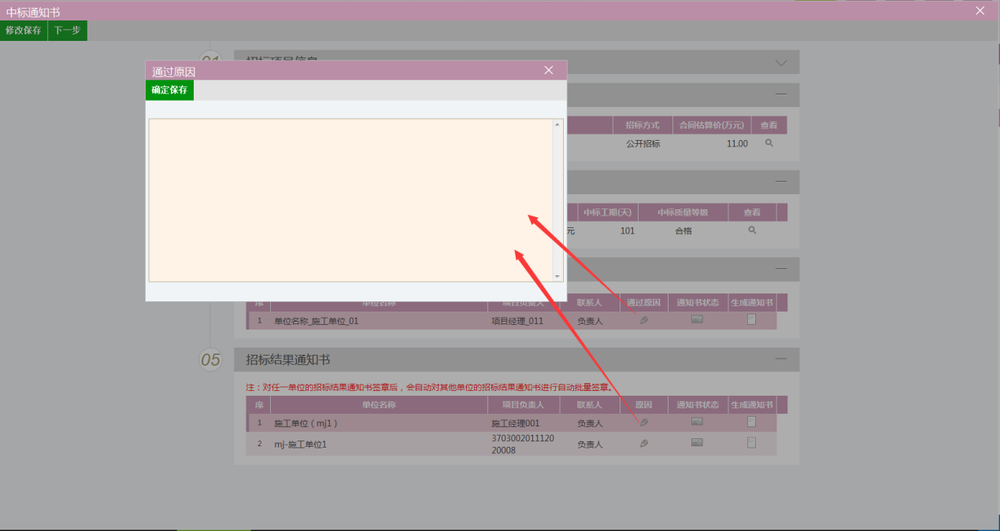 中标通知书
修改保存 下一步
01 招标项目信息
通过原因
确定保存
招标方式 合同估算价(万元) 查看
公开招标 11.00
中标工期(天) 中标质量等级 查看
元 101 合格
序 单位名称 项目负责人 联系人 通过原因 通知书状态 生成通知书
1 单位名称_施工单位_01 项目经理_011 负责人
05 招标结果通知书
注：对任一单位的招标结果通知书签章后，会自动对其他单位的招标结果通知书进行自动批量签章。
序 单位名称 项目负责人 联系人 原因 通知书状态 生成通知书
1 施工单位（mj1） 施工经理001 负责人
2 mj-施工单位1 3703002011120 负责人
20008